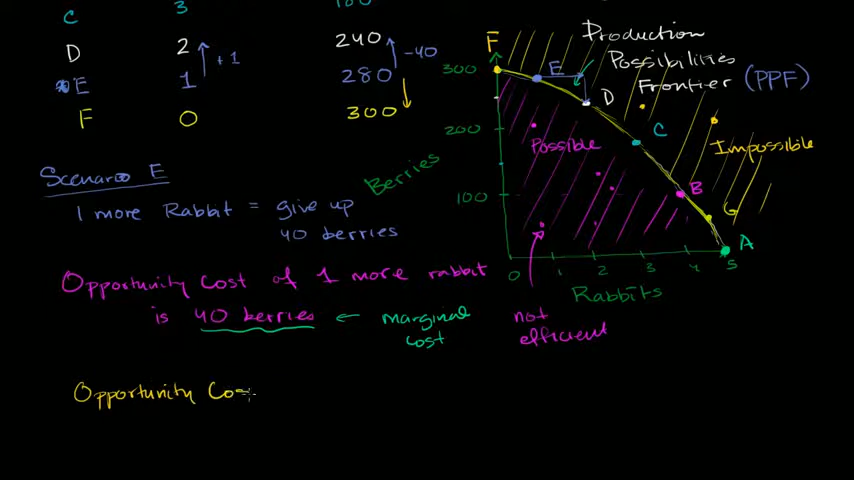 C 3
D 2 +1 240 -40
E 1 280
F 0 300
Scenario E
1 more Rabbit = give up
40 berries
Opportunity Cost of 1 more rabbit
is 40 berries ← marginal
cost
Opportunity Cos
F
Production
Possibilities
Frontier (PPF)
300
E
D
200
C
Possible
Impossible
Berries
100
B
G
A
0 1 2 3 4 5
Rabbits
not
efficient